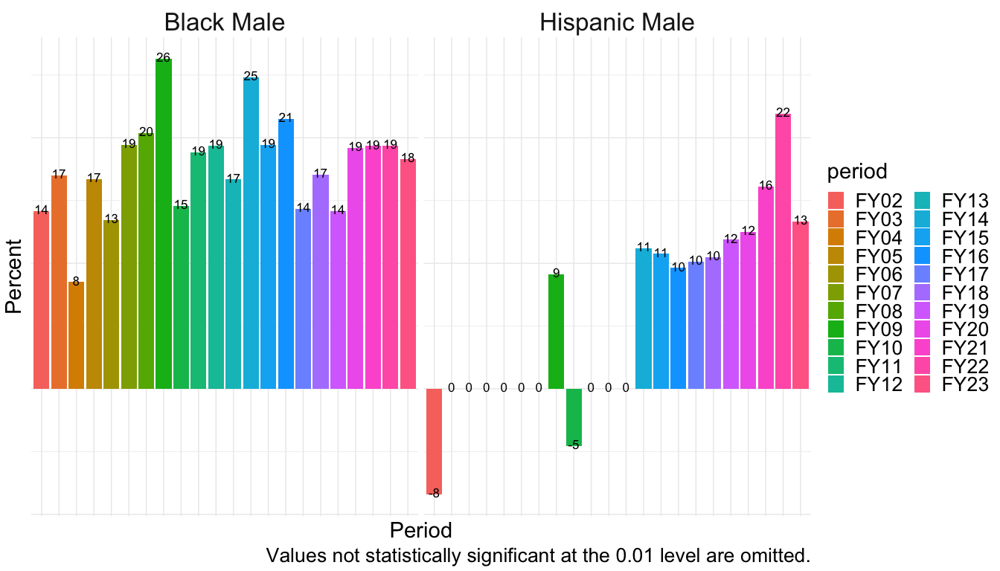 Black Male
Hispanic Male
Percent
14
17
8
17
13
19
20
26
15
19
19
17
25
19
21
14
17
14
19
19
19
18
-8
0
0
0
0
0
0
9
-5
0
0
0
11
11
10
10
10
12
12
16
22
13
period
FY02
FY03
FY04
FY05
FY06
FY07
FY08
FY09
FY10
FY11
FY12
FY13
FY14
FY15
FY16
FY17
FY18
FY19
FY20
FY21
FY22
FY23
Period
Values not statistically significant at the 0.01 level are omitted.